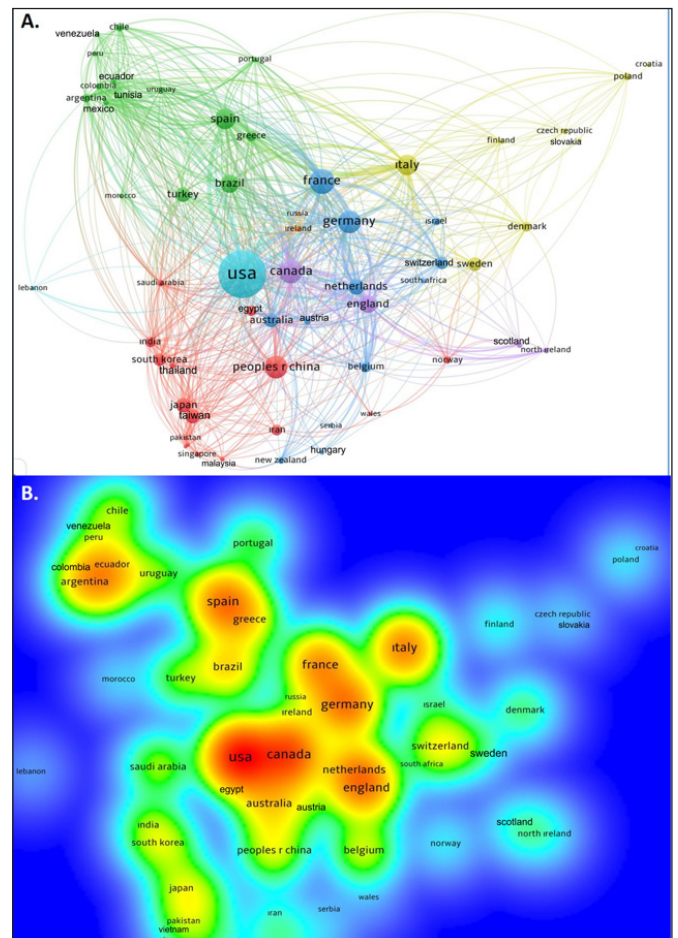 A.
chile
venezuela
peru
portugal
croatia
poland
ecuador
colombia
uruguay
argentina
tunisia
mexico
spain
greece
czech republic
finland
slovakia
italy
france
brazil
turkey
morocco
russia
ireland
germany
israel
denmark
usa
canada
switzerland
sweden
south africa
saudi arabia
lebanon
netherlands
england
egypt
australia
austria
india
south korea
thailand
peoples r china
belgium
norway
scotland
north ireland
japan
taiwan
wales
iran
serbia
pakistan
singapore
malaysia
new zealand
hungary
B.
chile
venezuela
peru
portugal
croatia
poland
colombia
ecuador
argentina
uruguay
spain
greece
czech republic
finland
slovakia
italy
brazil
france
turkey
morocco
russia
ireland
germany
israel
denmark
usa
canada
switzerland
sweden
south africa
saudi arabia
lebanon
netherlands
england
egypt
australia
austria
india
south korea
peoples r china
belgium
norway
scotland
north ireland
japan
pakistan
vietnam
iran
serbia
wales